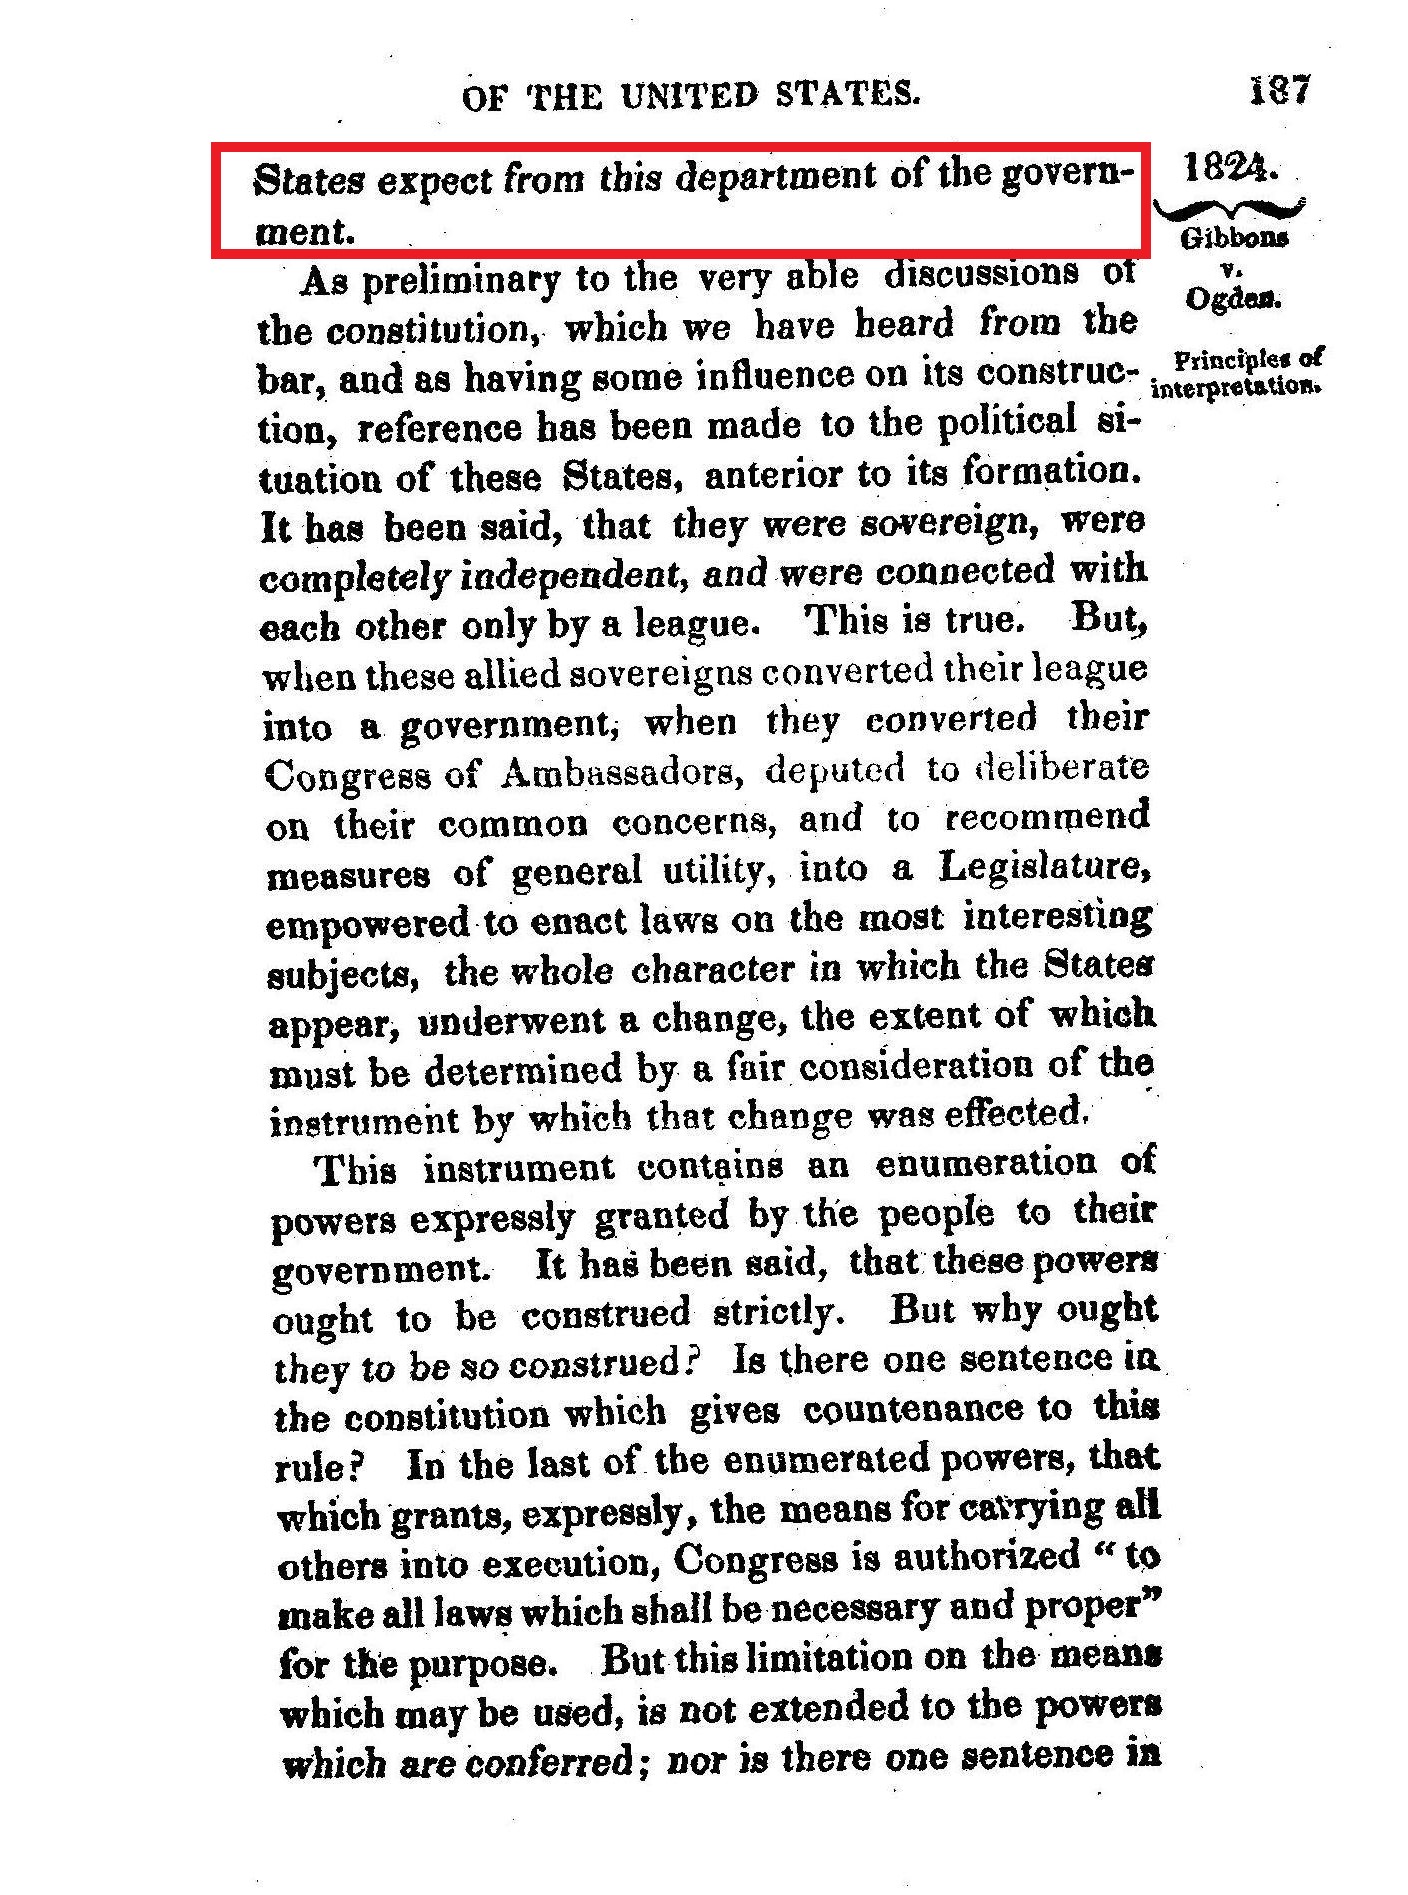 OF THE UNITED STATES. 187
States expect from this department of the govern-
ment.
1824.
Gibbons
v.
Ogden.
As preliminary to the very able discussions of
the constitution, which we have heard from the
bar, and as having some influence on its construc-
Principles of
interpretation.
tion, reference has been made to the political si-
tuation of these States, anterior to its formation.
It has been said, that they were sovereign, were
completely independent, and were connected with
each other only by a league. This is true. But,
when these allied sovereigns converted their league
into a government, when they converted their
Congress of Ambassadors, deputed to deliberate
on their common concerns, and to recommend
measures of general utility, into a Legislature,
empowered to enact laws on the most interesting
subjects, the whole character in which the States
appear, underwent a change, the extent of which
must be determined by a fair consideration of the
instrument by which that change was effected.
This instrument contains an enumeration of
powers expressly granted by the people to their
government. It has been said, that these powers
ought to be construed strictly. But why ought
they to be so construed? Is there one sentence in
the constitution which gives countenance to this
rule? In the last of the enumerated powers, that
which grants, expressly, the means for carrying all
others into execution, Congress is authorized “ to
make all laws which shall be necessary and proper”
for the purpose. But this limitation on the means
which may be used, is not extended to the powers
which are conferred; nor is there one sentence in